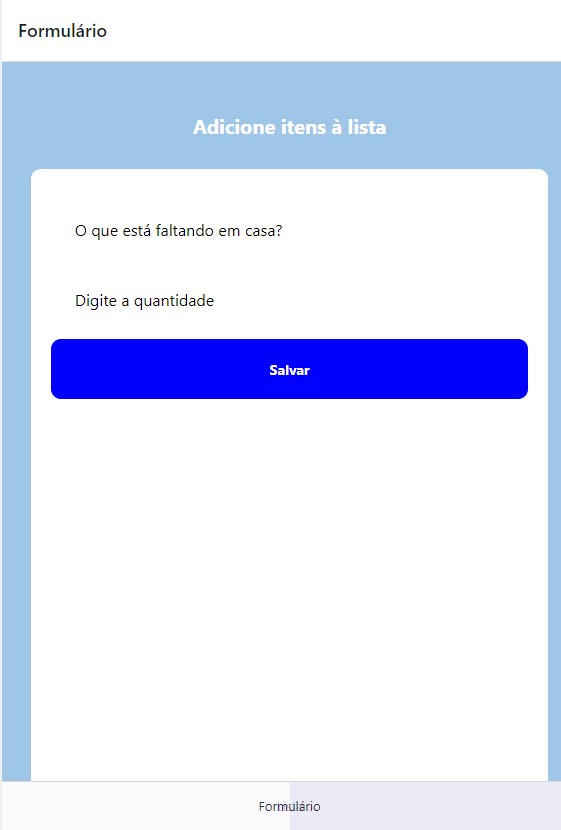 Formulário
Adicione itens à lista
O que está faltando em casa?
Digite a quantidade
Salvar
Formulário